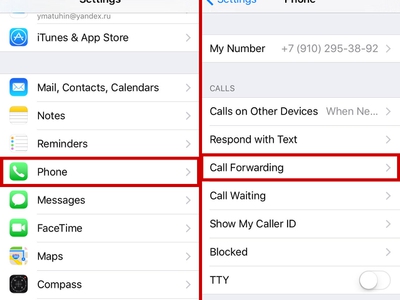 Settings
ymatuhin@yandex.ru
iTunes & App Store
Mail, Contacts, Calendars
Notes
Reminders
Phone
Messages
FaceTime
Maps
Compass
Settings
Phone
My Number +7 (910) 295-38-92
CALLS
Calls on Other Devices When Ne...
Respond with Text
Call Forwarding
Call Waiting
Show My Caller ID
Blocked
TTY